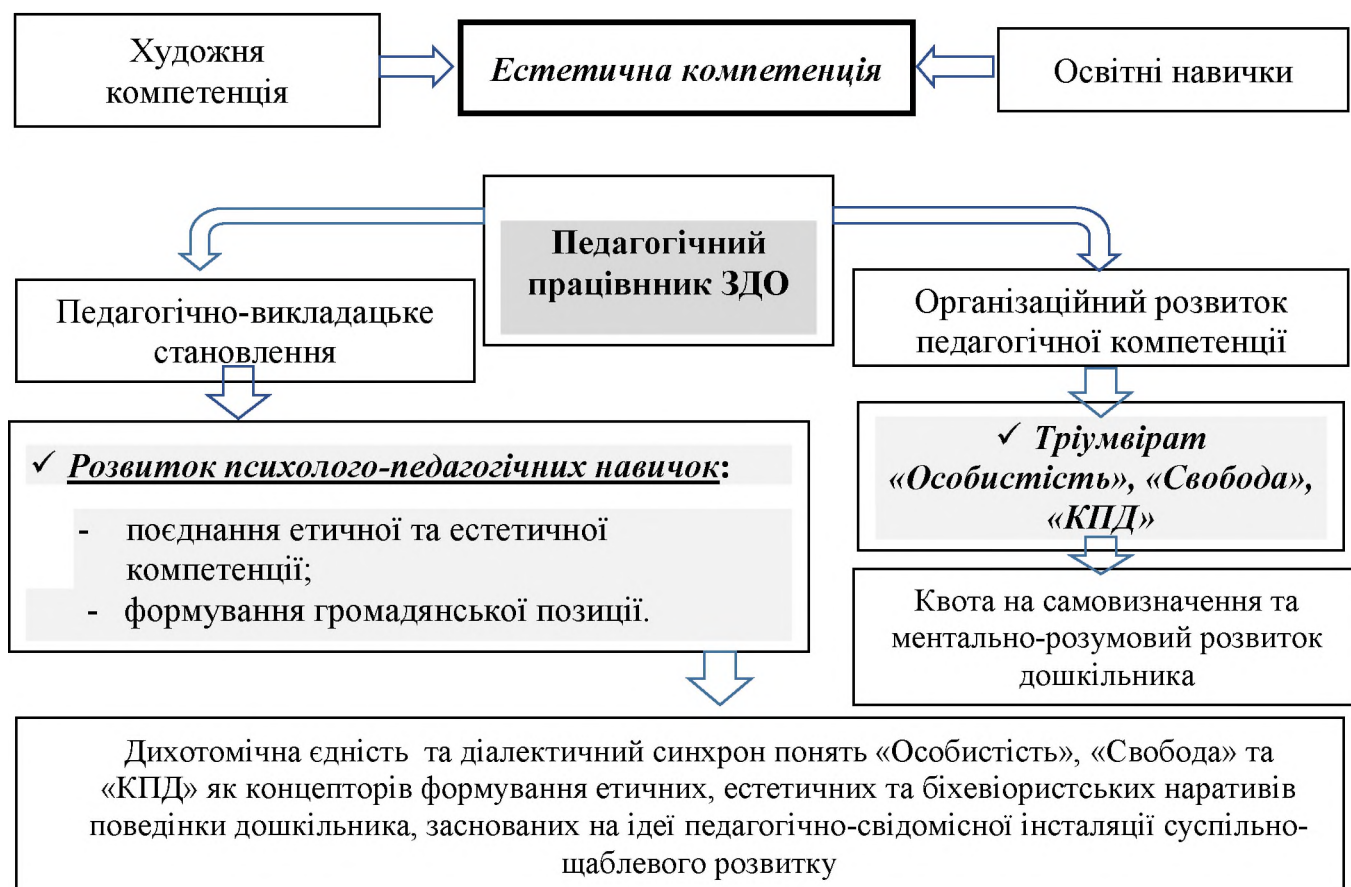 Художня
компетенція
Естетична компетенція
Освітні навички
Педагогічний
працівнник ЗДО
Педагогічно-викладацьке
становлення
Організаційний розвиток
педагогічної компетенції
✓ Розвиток психолого-педагогічних навичок:
- поєднання етичної та естетичної
компетенції;
- формування громадянської позиції.
✓ Тріумвірат
«Особистість», «Свобода»,
«КПД»
Квота на самовизначення та
ментально-розумовий розвиток
дошкільника
Дихотомічна єдність та діалектичний синхрон понять «Особистість», «Свобода» та
«КПД» як концепторів формування етичних, естетичних та біхевіористських наративів
поведінки дошкільника, заснованих на ідеї педагогічно-свідомісної інсталяції суспільно-
щаблевого розвитку